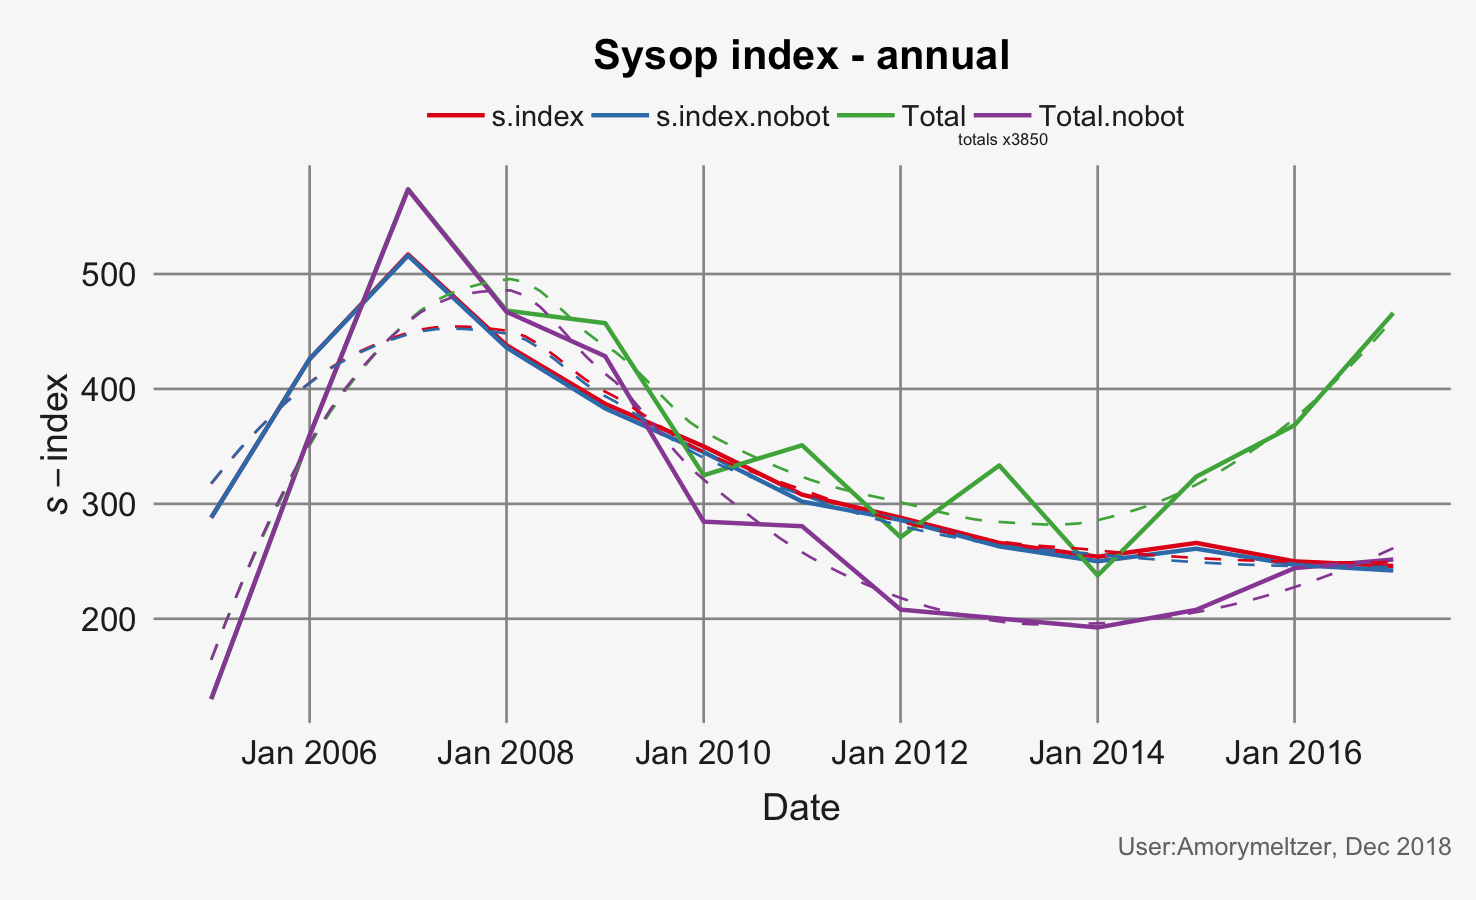 Sysop index - annual
s.index s.index.nobot Total Total.nobot
totals x3850
500
400
300
200
s – index
Jan 2006 Jan 2008 Jan 2010 Jan 2012 Jan 2014 Jan 2016
Date
User:Amorymeltzer, Dec 2018